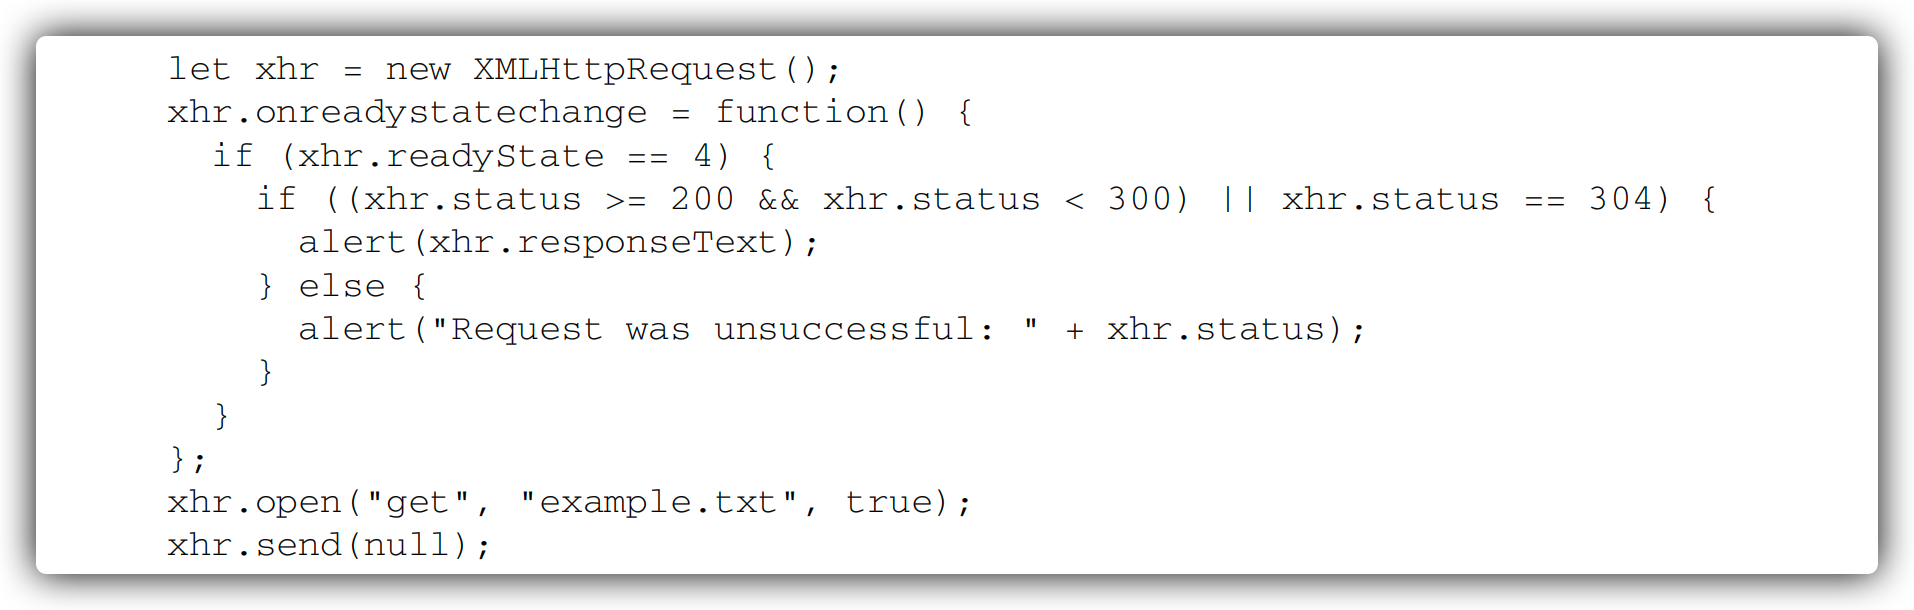 let xhr = new XMLHttpRequest();
xhr.onreadystatechange = function() {
  if (xhr.readyState == 4) {
    if ((xhr.status >= 200 && xhr.status < 300) || xhr.status == 304) {
      alert(xhr.responseText);
    } else {
      alert("Request was unsuccessful: " + xhr.status);
    }
  }
};
xhr.open("get", "example.txt", true);
xhr.send(null);